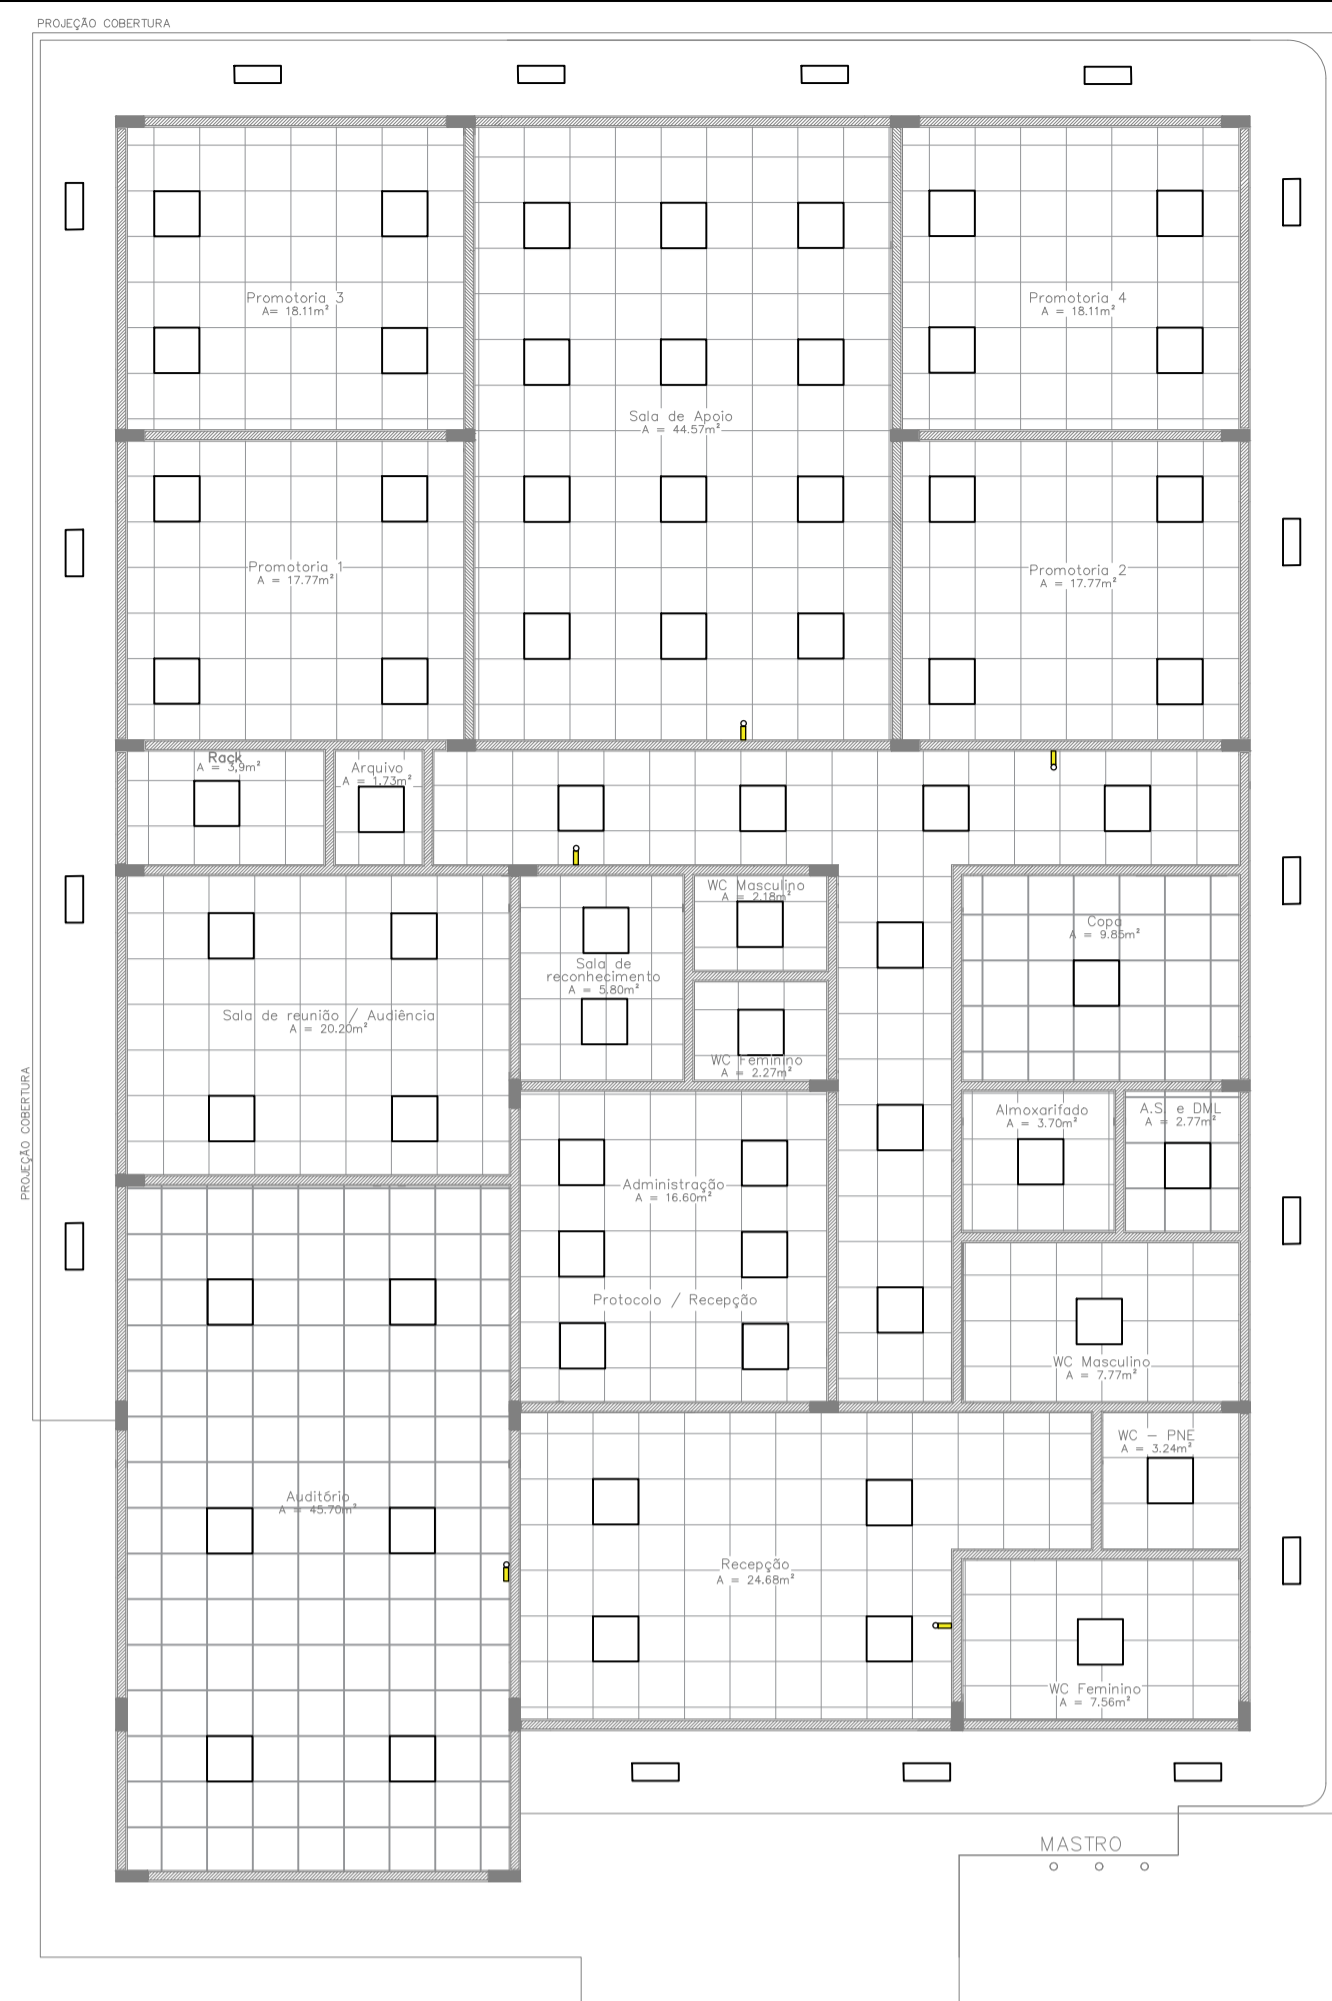 PROJEÇÃO COBERTURA
Promotoria 3
A= 18.11m²
Promotoria 4
A = 18.11m²
Sala de Apoio
A = 44.57m²
Promotoria 1
A = 17.77m²
Promotoria 2
A = 17.77m²
Rack
A = 3,9m²
Arquivo
A = 1.73m²
WC Masculino
A = 2.18m²
Copa
A = 9.85m²
Sala de
reconhecimento
A = 5.80m²
Sala de reunião / Audiência
A = 20.20m²
WC Feminino
A = 2.27m²
PROJEÇÃO COBERTURA
Almoxarifado
A = 3.70m²
A.S. e DML
A = 2.77m²
Administração
A = 16.60m²
Protocolo / Recepção
WC Masculino
A = 7.77m²
WC - PNE
A = 3.24m²
Auditório
A = 45.70m²
Recepção
A = 24.68m²
WC Feminino
A = 7.56m²
MASTRO